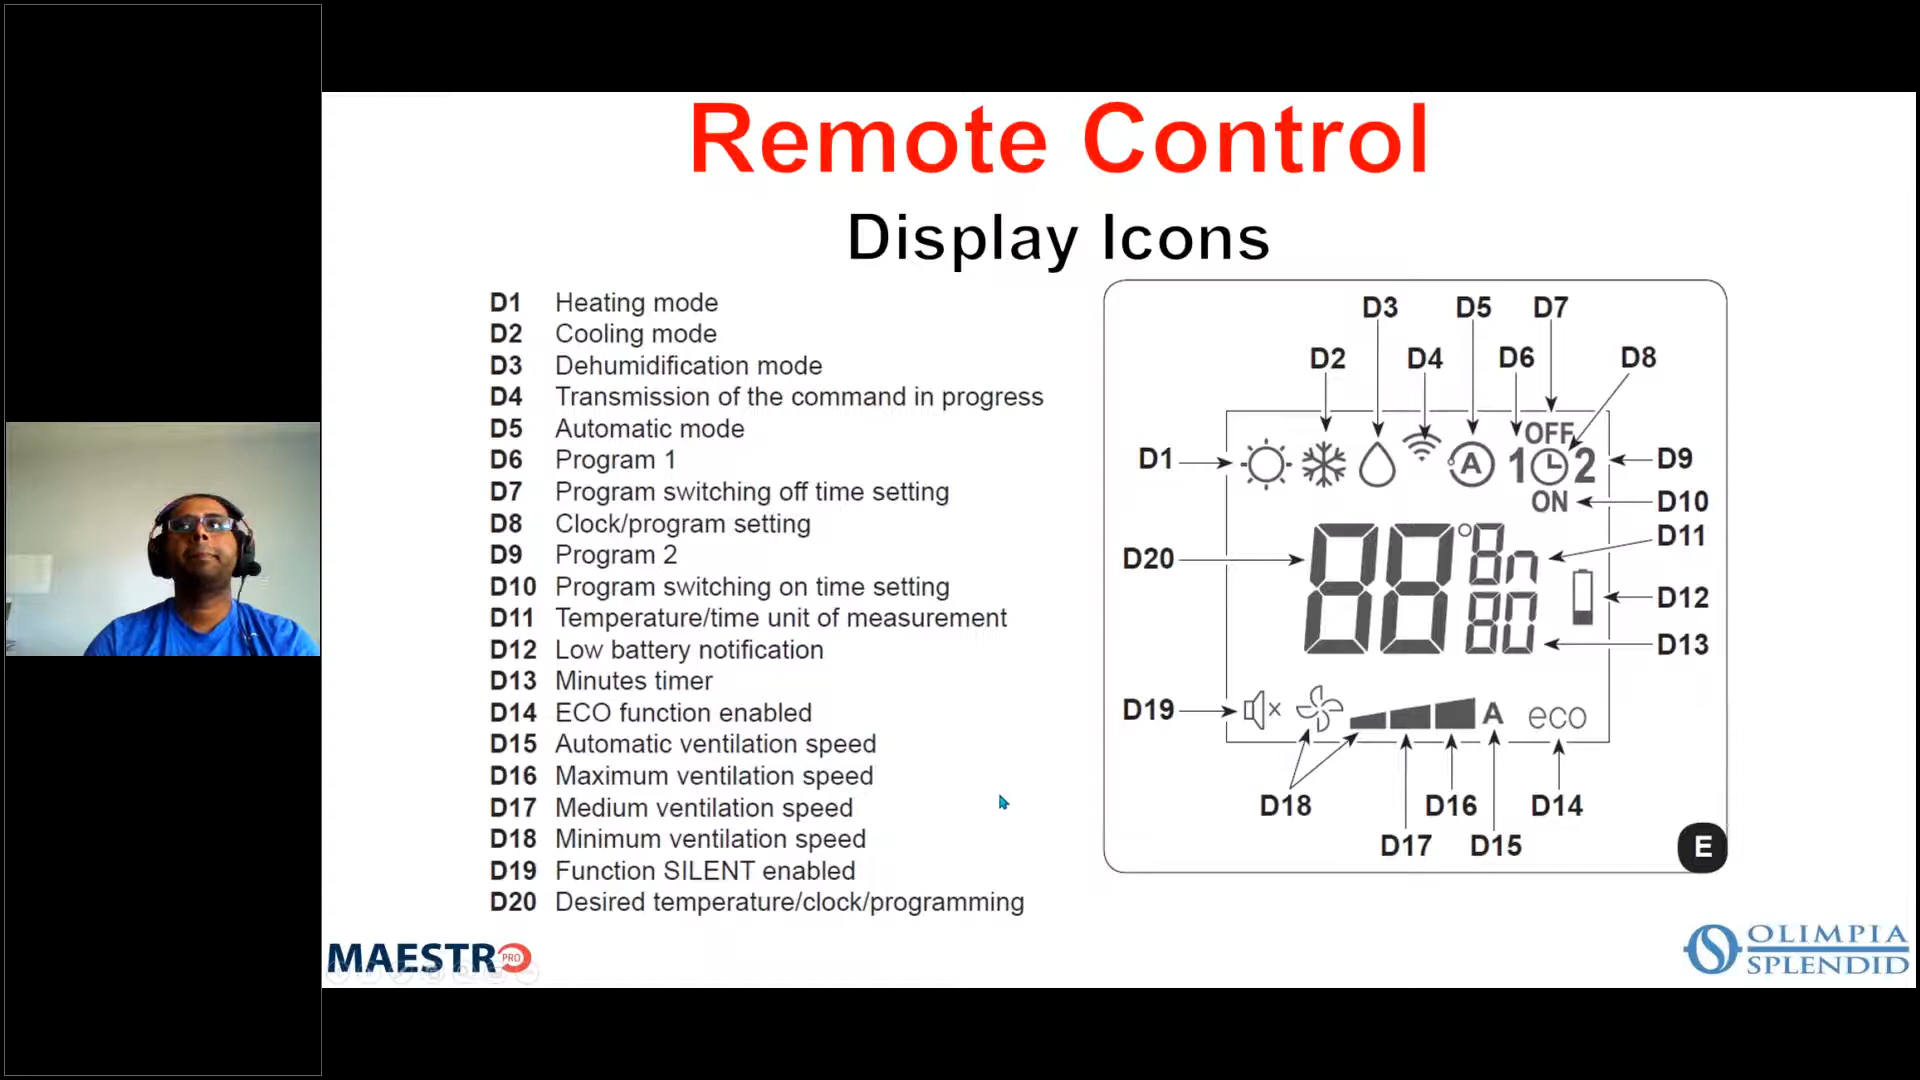 Remote Control
Display Icons
D1 Heating mode
D2 Cooling mode
D3 Dehumidification mode
D4 Transmission of the command in progress
D5 Automatic mode
D6 Program 1
D7 Program switching off time setting
D8 Clock/program setting
D9 Program 2
D10 Program switching on time setting
D11 Temperature/time unit of measurement
D12 Low battery notification
D13 Minutes timer
D14 ECO function enabled
D15 Automatic ventilation speed
D16 Maximum ventilation speed
D17 Medium ventilation speed
D18 Minimum ventilation speed
D19 Function SILENT enabled
D20 Desired temperature/clock/programming
D3 D5 D7
D2 D4 D6 D8
OFF
D1 A 1 2 D9
ON D10
D11
D20 88 °8n
D12
80 D13
D19 A eco
D18 D16 D14
D17 D15
E
MAESTRO PRO
OLIMPIA
SPLENDID